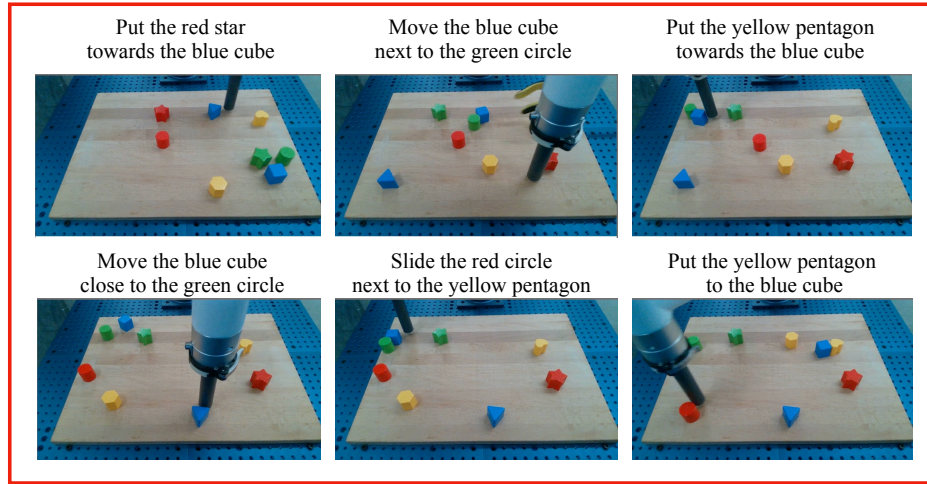 Put the red star
towards the blue cube
Move the blue cube
next to the green circle
Put the yellow pentagon
towards the blue cube
Move the blue cube
close to the green circle
Slide the red circle
next to the yellow pentagon
Put the yellow pentagon
to the blue cube